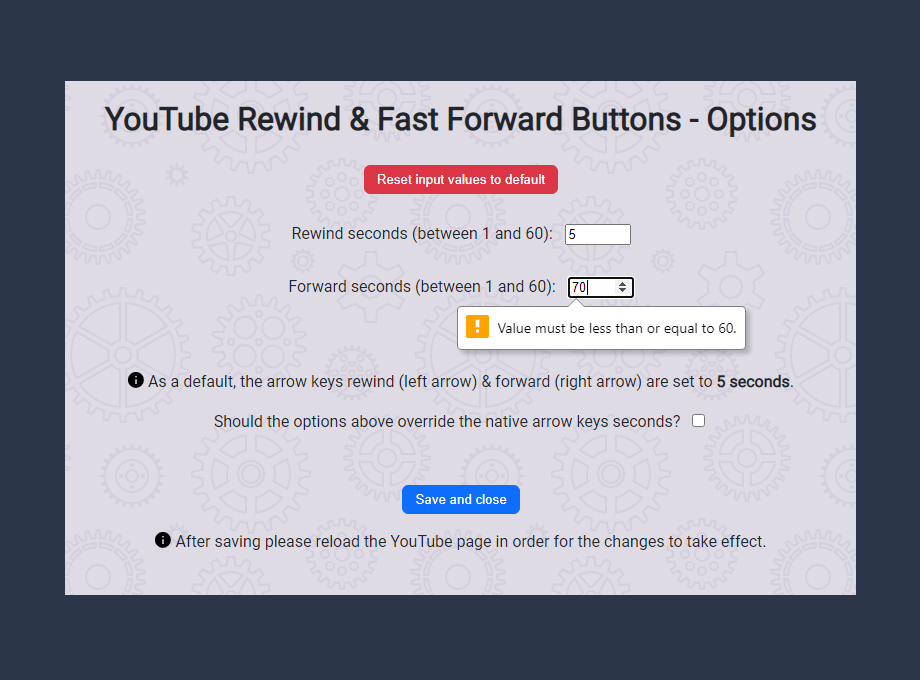 YouTube Rewind & Fast Forward Buttons - Options
Reset input values to default
Rewind seconds (between 1 and 60): 5
Forward seconds (between 1 and 60): 70
Value must be less than or equal to 60.
As a default, the arrow keys rewind (left arrow) & forward (right arrow) are set to 5 seconds.
Should the options above override the native arrow keys seconds?
Save and close
After saving please reload the YouTube page in order for the changes to take effect.